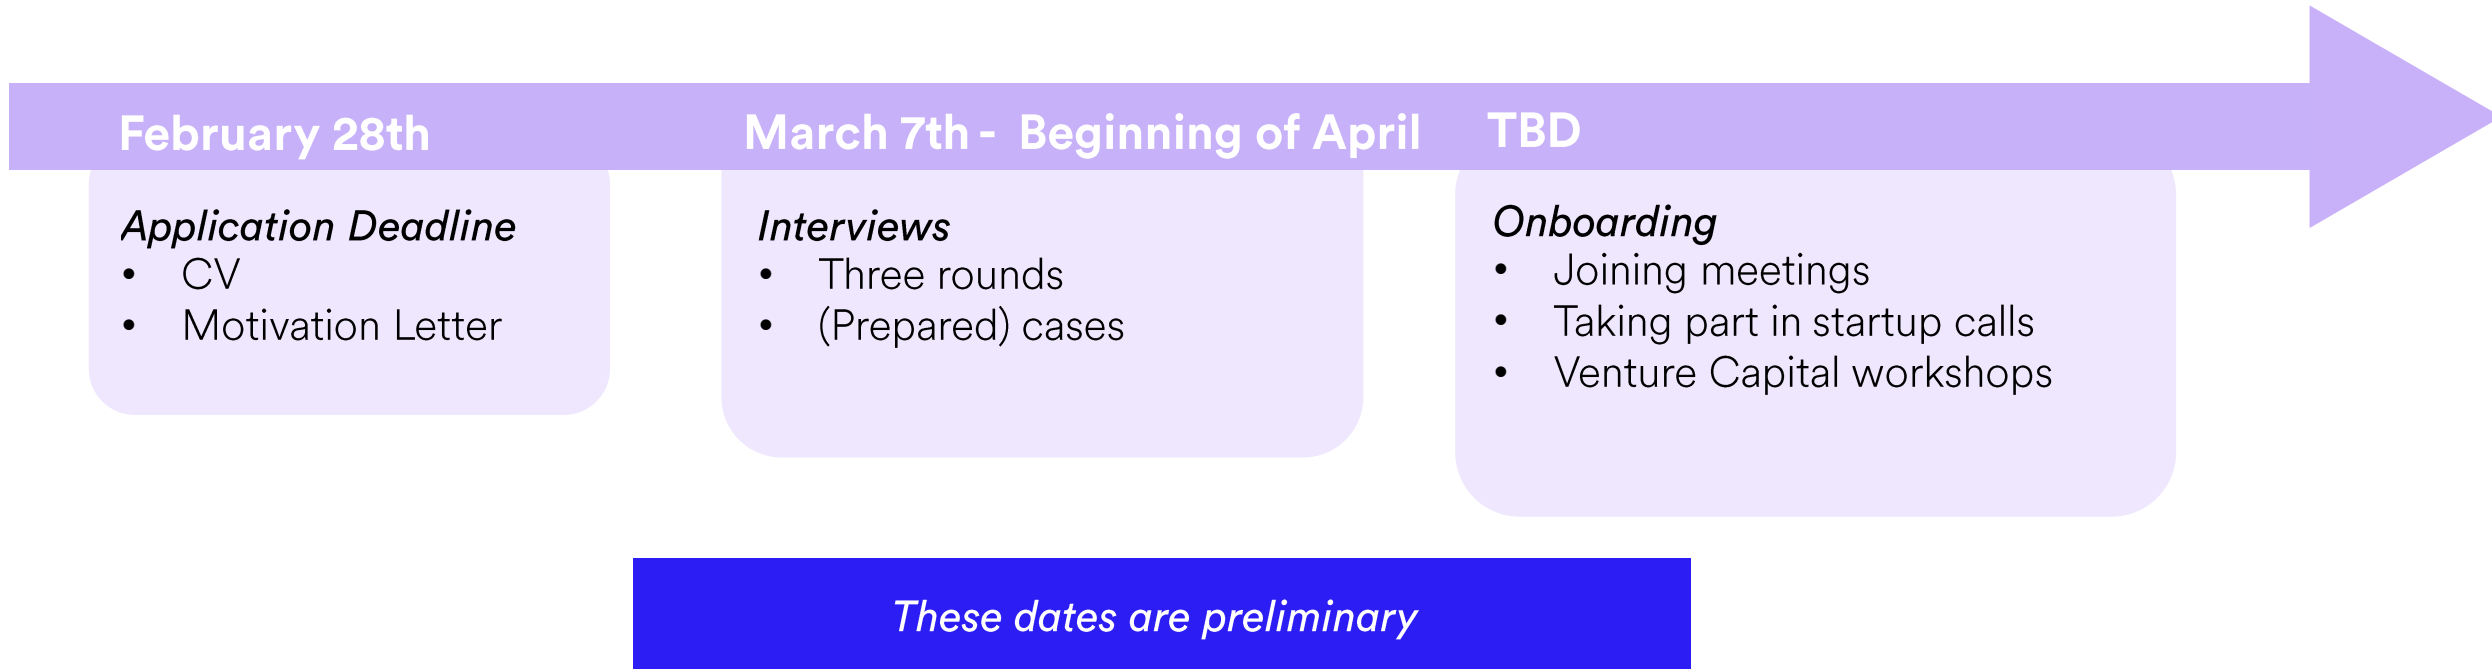 February 28th
Application Deadline
• CV
• Motivation Letter
March 7th - Beginning of April
Interviews
• Three rounds
• (Prepared) cases
TBD
Onboarding
• Joining meetings
• Taking part in startup calls
• Venture Capital workshops
These dates are preliminary